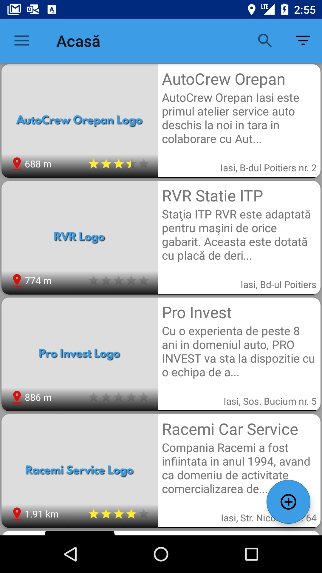 LTE 2:55
Acasă
AutoCrew Orepan Logo
688 m
AutoCrew Orepan
AutoCrew Orepan Iasi este
primul atelier service auto
deschis la noi in tara in
colaborare cu Aut...
Iasi, B-dul Poitiers nr. 2
RVR Logo
774 m
RVR Statie ITP
Stația ITP RVR este adaptată
pentru mașini de orice
gabarit. Aceasta este dotată
cu placă de deri...
Iasi, Bd-ul Poitiers
Pro Invest Logo
886 m
Pro Invest
Cu o experienta de peste 8
ani in domeniul auto, PRO
INVEST va sta la dispozitie cu
o echipa de a...
Iasi, Sos. Bucium nr. 5
Racemi Service Logo
1,91 km
Racemi Car Service
Compania Racemi a fost
infiintata in anul 1994, avand
ca domeniu de activitate
comercializarea de...
Iasi, Str. 64